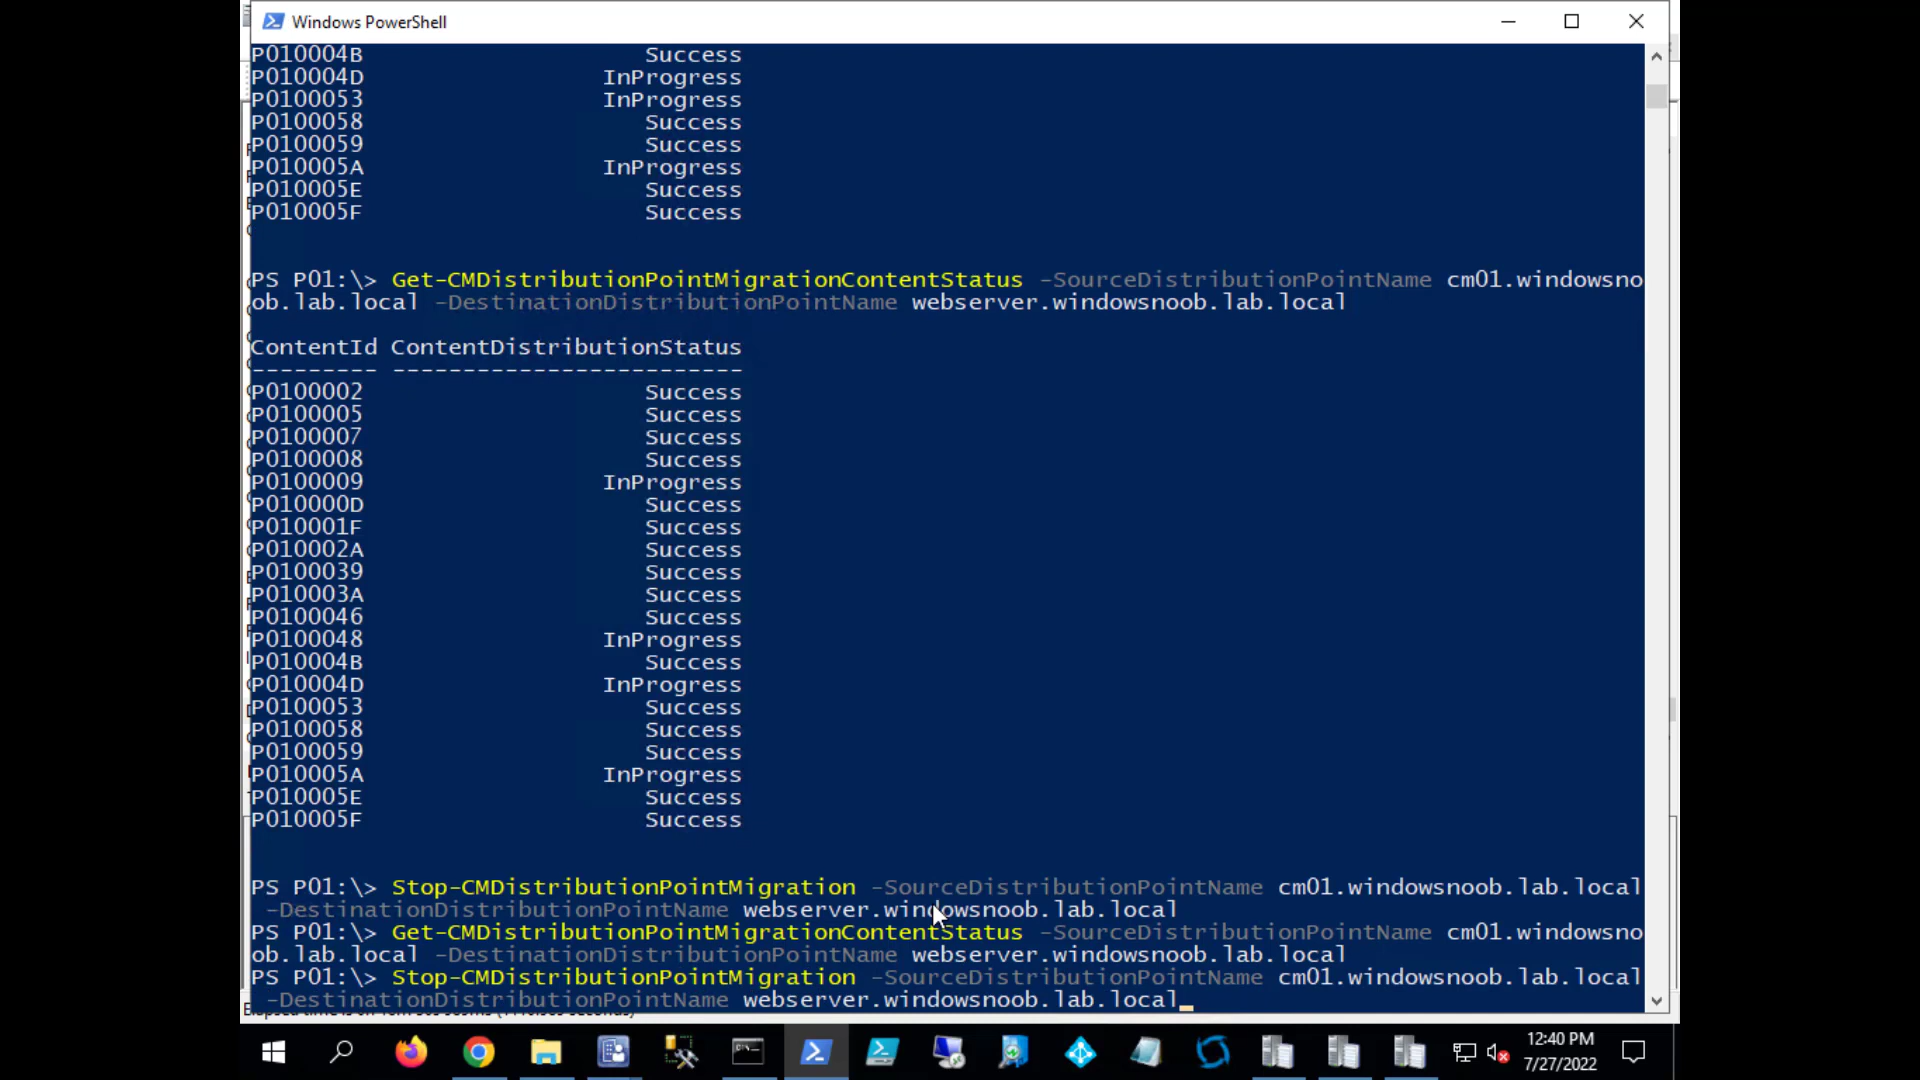 Windows PowerShell
P010004B Success
P010004D InProgress
P0100053 InProgress
P0100058 Success
P0100059 Success
P010005A InProgress
P010005E Success
P010005F Success
PS P01:\> Get-CMDistributionPointMigrationContentStatus -SourceDistributionPointName cm01.windowsno
ob.lab.local -DestinationDistributionPointName webserver.windowsnoob.lab.local
ContentId ContentDistributionStatus
--------- -------------------------
P0100002 Success
P0100005 Success
P0100007 Success
P0100008 Success
P0100009 InProgress
P010000D Success
P010001F Success
P010002A Success
P0100039 Success
P010003A Success
P0100046 Success
P0100048 InProgress
P010004B Success
P010004D InProgress
P0100053 Success
P0100058 Success
P0100059 Success
P010005A InProgress
P010005E Success
P010005F Success
PS P01:\> Stop-CMDistributionPointMigration -SourceDistributionPointName cm01.windowsnoob.lab.local
-DestinationDistributionPointName webserver.windowsnoob.lab.local
PS P01:\> Get-CMDistributionPointMigrationContentStatus -SourceDistributionPointName cm01.windowsno
ob.lab.local -DestinationDistributionPointName webserver.windowsnoob.lab.local
PS P01:\> Stop-CMDistributionPointMigration -SourceDistributionPointName cm01.windowsnoob.lab.local
-DestinationDistributionPointName webserver.windowsnoob.lab.local_
12:40 PM
7/27/2022